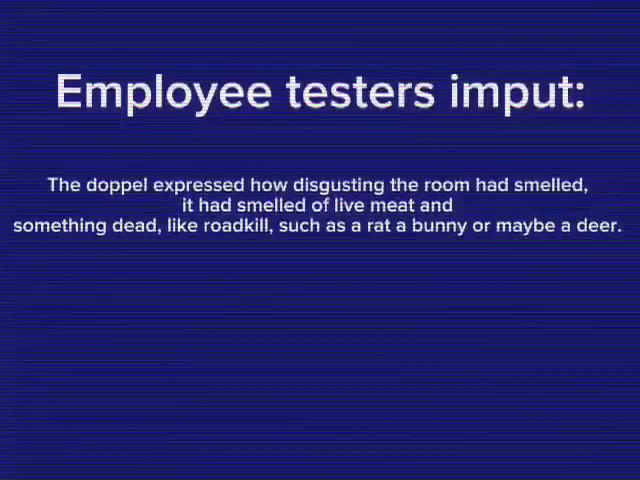 Employee testers imput:
The doppel expressed how disgusting the room had smelled,
it had smelled of live meat and
something dead, like roadkill, such as a rat a bunny or maybe a deer.